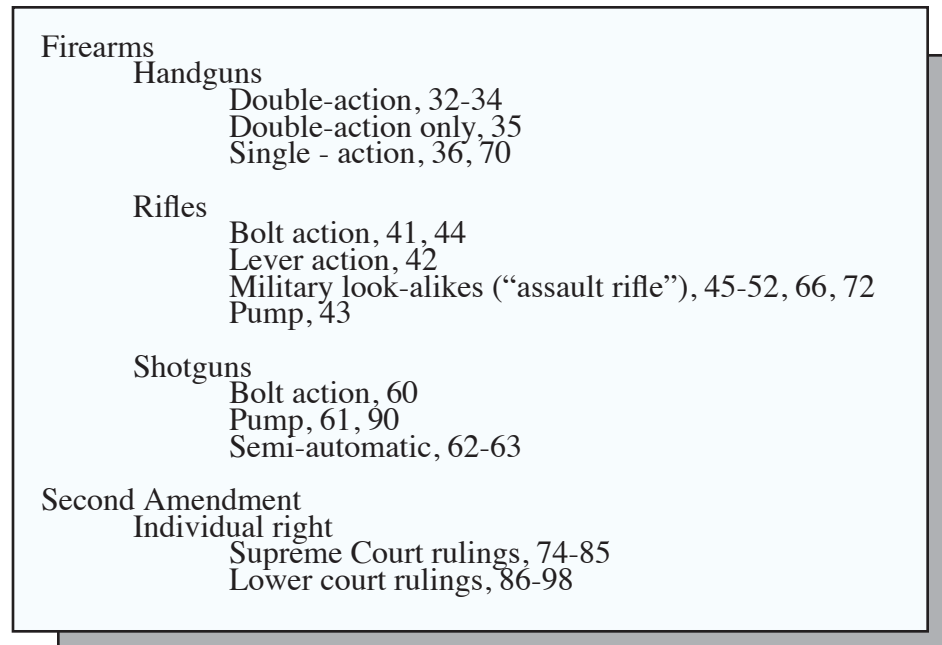 Firearms
Handguns
Double-action, 32-34
Double-action only, 35
Single - action, 36, 70
Rifles
Bolt action, 41, 44
Lever action, 42
Military look-alikes (“assault rifle”), 45-52, 66, 72
Pump, 43
Shotguns
Bolt action, 60
Pump, 61, 90
Semi-automatic, 62-63
Second Amendment
Individual right
Supreme Court rulings, 74-85
Lower court rulings, 86-98